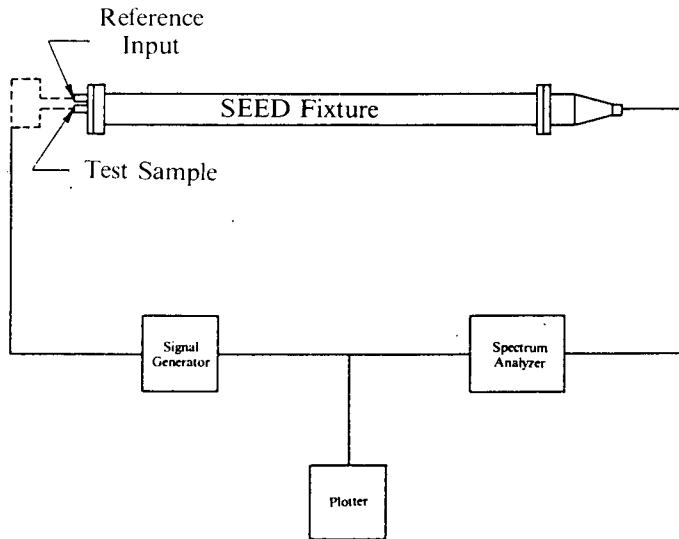 Reference
Input
SEED Fixture
Test Sample
Signal
Generator
Spectrum
Analyzer
Plotter